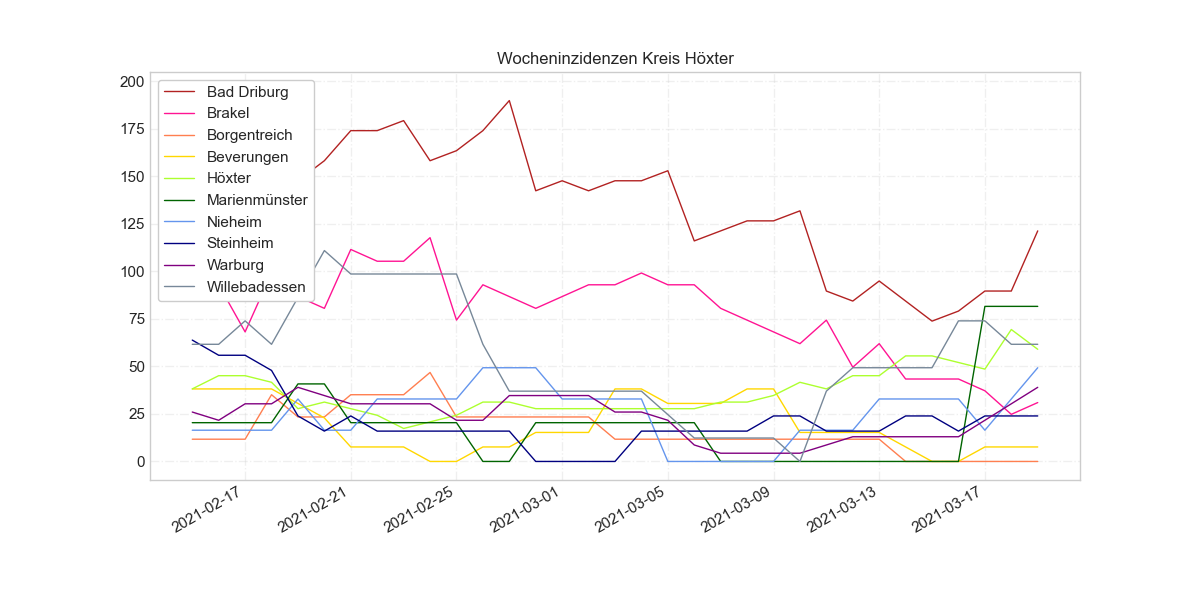 Wocheninzidenzen Kreis Höxter
200
175
150
125
100
75
50
25
0
Bad Driburg
Brakel
Borgentreich
Beverungen
Höxter
Marienmünster
Nieheim
Steinheim
Warburg
Willebadessen
2021-02-17
2021-02-21
2021-02-25
2021-03-01
2021-03-05
2021-03-09
2021-03-13
2021-03-17